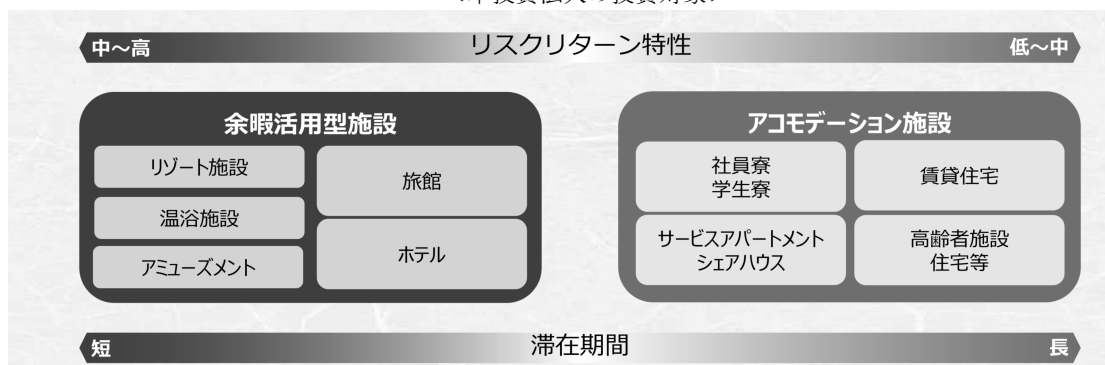 中～高
リスクリターン特性
低～中
余暇活用型施設
リゾート施設
温浴施設
アミューズメント
旅館
ホテル
アコモデーション施設
社員寮
学生寮
賃貸住宅
サービスアパートメント
シェアハウス
高齢者施設
住宅等
短
滞在期間
長